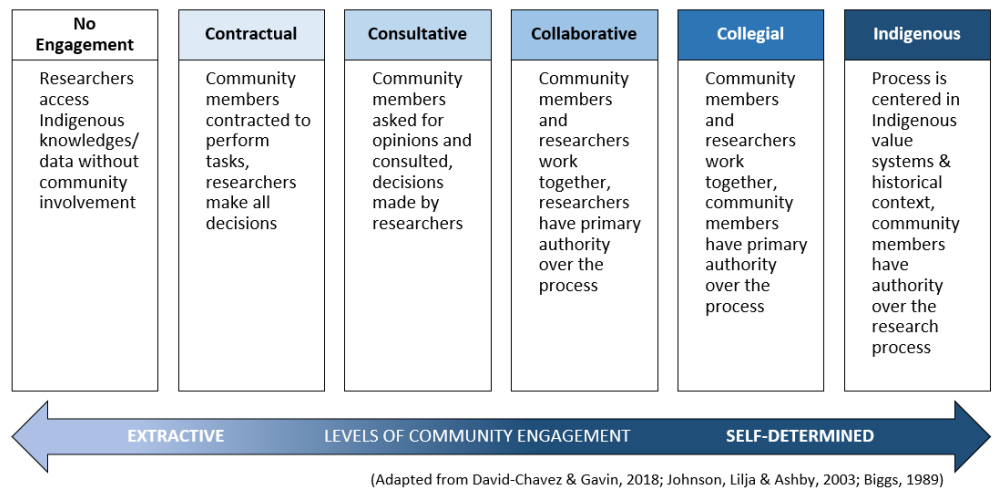 No
Engagement
Researchers
access
Indigenous
knowledges/
data without
community
involvement
Contractual
Community
members
contracted to
perform
tasks,
researchers
make all
decisions
Consultative
Community
members
asked for
opinions and
consulted,
decisions
made by
researchers
Collaborative
Community
members
and
researchers
work
together,
researchers
have primary
authority
over the
process
Collegial
Community
members
and
researchers
work
together,
community
members
have primary
authority
over the
process
Indigenous
Process is
centered in
Indigenous
value
systems &
historical
context,
community
members
have
authority
over the
research
process
EXTRACTIVE LEVELS OF COMMUNITY ENGAGEMENT SELF-DETERMINED
(Adapted from David-Chavez & Gavin, 2018; Johnson, Lilja & Ashby, 2003; Biggs, 1989)